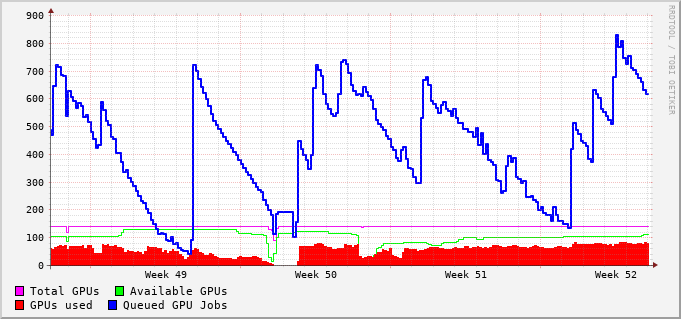 900
800
700
600
500
400
300
200
100
0
Week 49 Week 50 Week 51 Week 52
Total GPUs Available GPUs
GPUs used Queued GPU Jobs
RRDTOOL / TOBI OETIKER